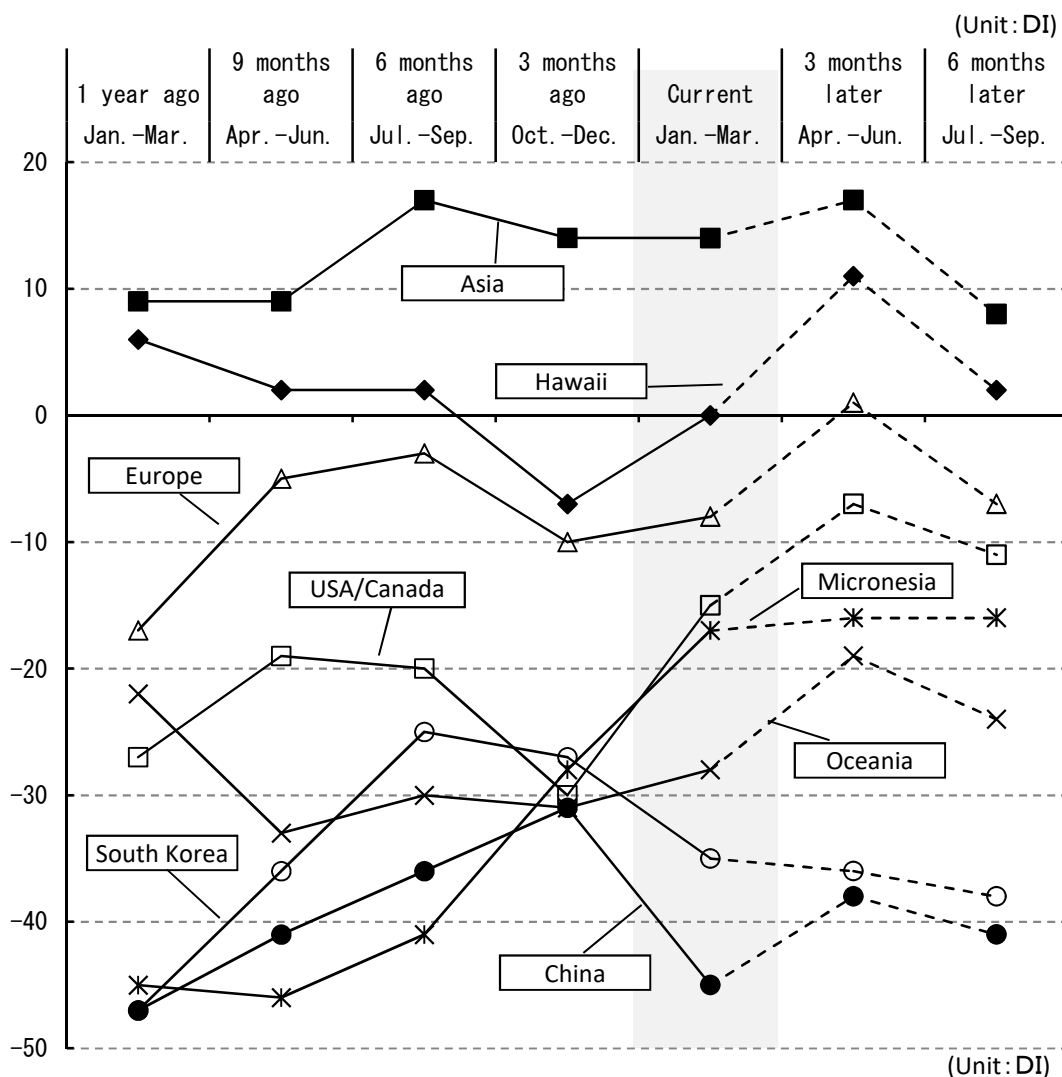 (Unit:DI)
1 year ago
Jan.-Mar.
9 months
ago
Apr.-Jun.
6 months
ago
Jul.-Sep.
3 months
ago
Oct.-Dec.
Current
Jan.-Mar.
3 months
later
Apr.-Jun.
6 months
later
Jul.-Sep.
20
Asia
10
Hawaii
0
Europe
-10
USA/Canada
Micronesia
-20
Oceania
-30
South Korea
-40
China
-50
(Unit:DI)